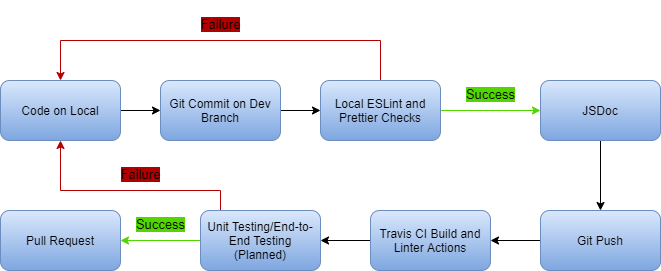 Failure
Code on Local
Git Commit on Dev
Branch
Local ESLint and
Prettier Checks
Success
JSDoc
Failure
Pull Request
Success
Unit Testing/End-to-
End Testing
(Planned)
Travis CI Build and
Linter Actions
Git Push